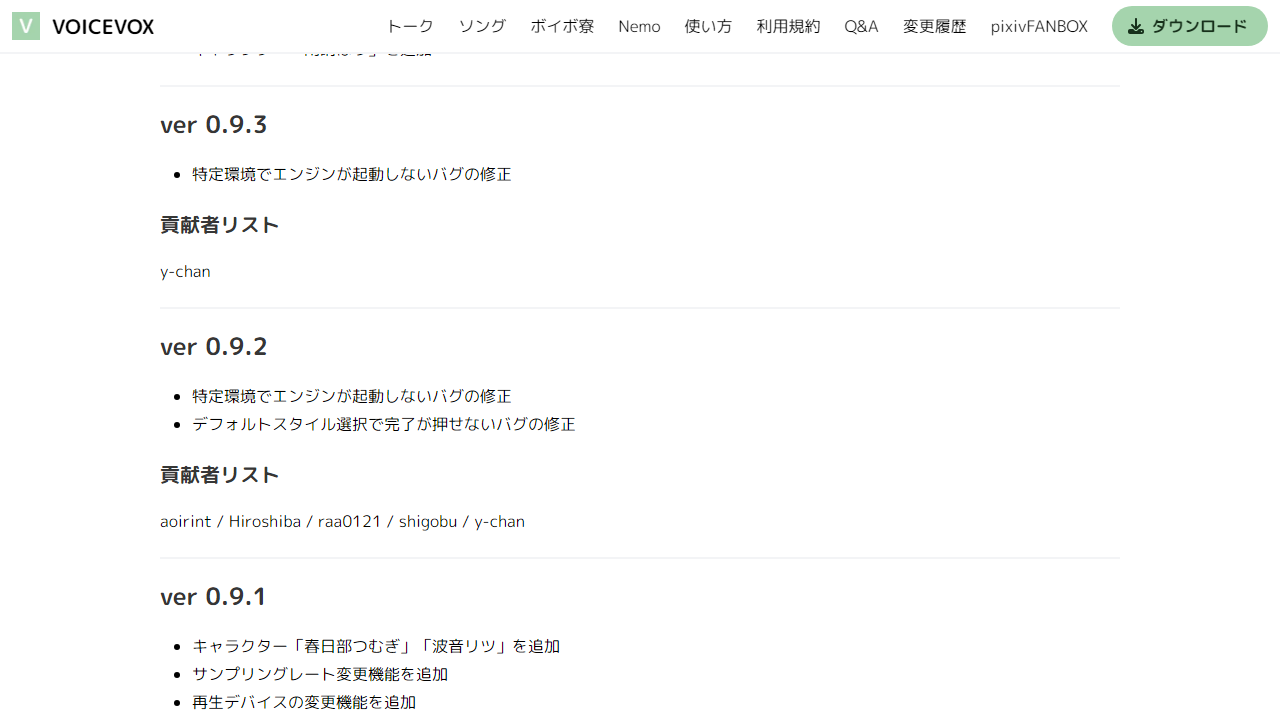 V VOICEVOX トーク ソング ボイボ寮 Nemo 使い方 利用規約 Q&A 変更履歴 pixivFANBOX ダウンロード
ver 0.9.3
特定環境でエンジンが起動しないバグの修正
貢献者リスト
y-chan
ver 0.9.2
特定環境でエンジンが起動しないバグの修正
デフォルトスタイル選択で完了が押せないバグの修正
貢献者リスト
aoirint / Hiroshiba / raa0121 / shigobu / y-chan
ver 0.9.1
キャラクター「春日部つむぎ」「波音リツ」を追加
サンプリングレート変更機能を追加
再生デバイスの変更機能を追加